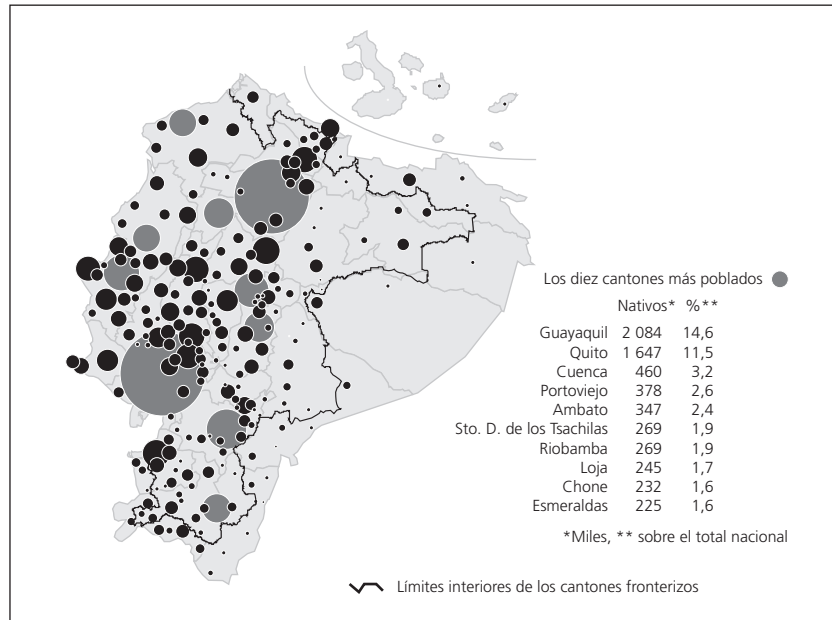 Los diez cantones más poblados
Nativos* %**
Guayaquil 2 084 14,6
Quito 1 647 11,5
Cuenca 460 3,2
Portoviejo 378 2,6
Ambato 347 2,4
Sto. D. de los Tsachilas 269 1,9
Riobamba 269 1,9
Loja 245 1,7
Chone 232 1,6
Esmeraldas 225 1,6
*Miles, ** sobre el total nacional
Límites interiores de los cantones fronterizos